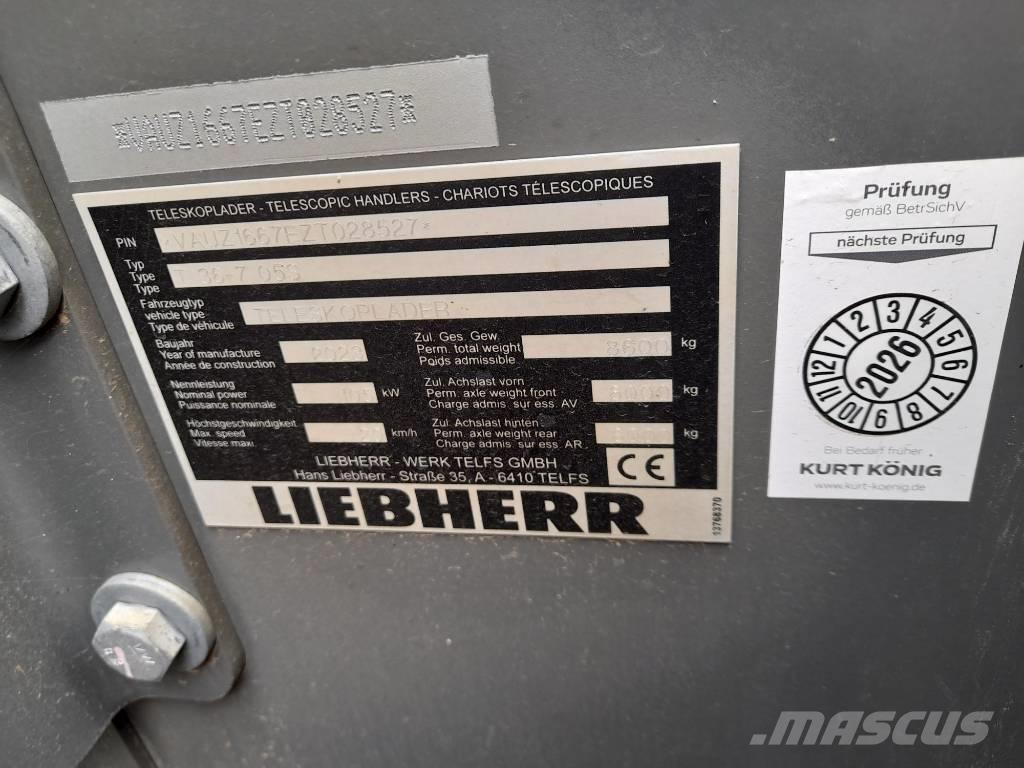 *VAUZ1667EZT028527*
TELESKOPLADER - TELESCOPIC HANDLERS - CHARIOTS TÉLESCOPIQUES
PIN *VAUZ1667EZT028527*
Typ
Type
Type
T 36-7 05S
Fahrzeugtyp
vehicle type
Type de véhicule
TELESKOPLADER
Baujahr
Year of manufacture
Année de construction
Zul. Ges. Gew.
Perm. total weight
Poids admissible.
8600 kg
Nennleistung
Nominal power
Puissance nominale
kW
Zul. Achslast vorn
Perm. axle weight front
Charge admis. sur ess. AV
kg
Höchstgeschwindigkeit
Max. speed
Vitesse maxi.
km/h
Zul. Achslast hinten
Perm. axle weight rear
Charge admis. sur ess. AR
kg
LIEBHERR - WERK TELFS GMBH
Hans Liebherr - Straße 35, A - 6410 TELFS
CE
LIEBHERR
13768370
Prüfung
gemäß BetrSichV
nächste Prüfung
1 2 3 4 5 6 7 8 9 10 11 12
2026
Bei Bedarf früher
KURT KÖNIG
www.kurt-koenig.de
MASCUS